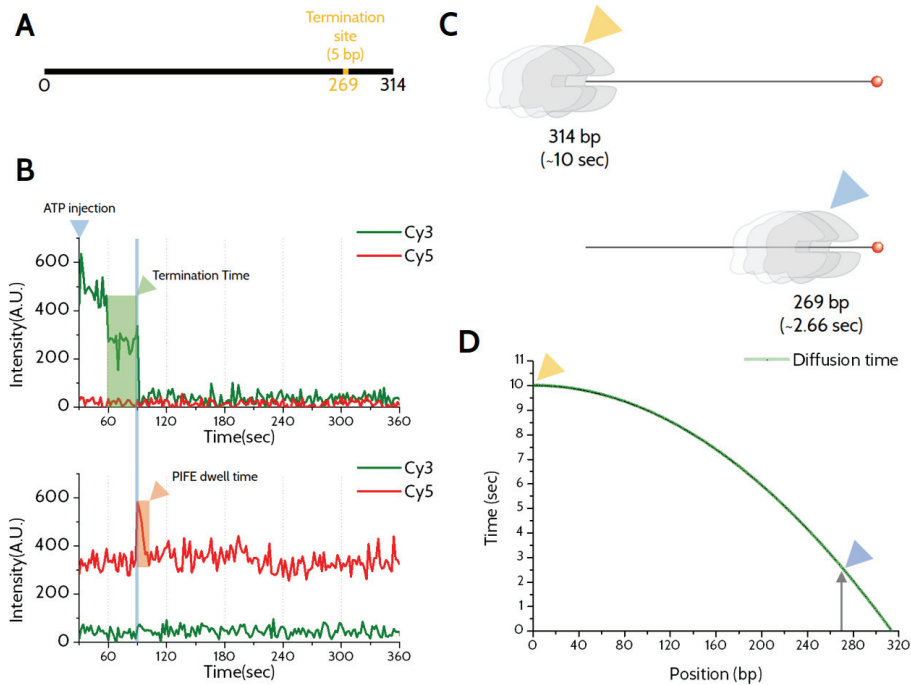 A
Termination
site
(5 bp)
0
269
314
B
ATP injection
Cy3
Cy5
Termination Time
Intensity(A.U.)
600
400
200
0
60
120
180
240
300
360
Time(sec)
Cy3
Cy5
PIFE dwell time
Intensity(A.U.)
600
400
200
0
60
120
180
240
300
360
Time(sec)
C
314 bp
(~10 sec)
269 bp
(~2.66 sec)
D
Diffusion time
Time (sec)
11
10
9
8
7
6
5
4
3
2
1
0
0
40
80
120
160
200
240
280
320
Position (bp)